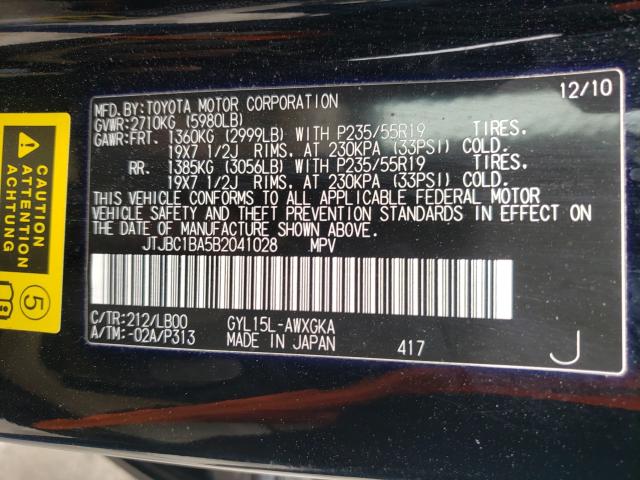 MFD.BY:TOYOTA MOTOR CORPORATION 12/10
GVWR:2710KG (5980LB)
GAWR:FRT. 1360KG (2999LB) WITH P235/55R19 TIRES.
19X7 1/2J RIMS. AT 230KPA (33PSI) COLD.
RR. 1385KG (3056LB) WITH P235/55R19 TIRES.
19X7 1/2J RIMS. AT 230KPA (33PSI) COLD.
THIS VEHICLE CONFORMS TO ALL APPLICABLE FEDERAL MOTOR
VEHICLE SAFETY AND THEFT PREVENTION STANDARDS IN EFFECT ON
THE DATE OF MANUFACTURE SHOWN ABOVE.
JTJBC1BA5B2041028 MPV
C/TR:212/LB00 GYL15L-AWXGKA
A/TM:-02A/P313 MADE IN JAPAN 417 J
CAUTION
ATTENTION
ACHTUNG
5